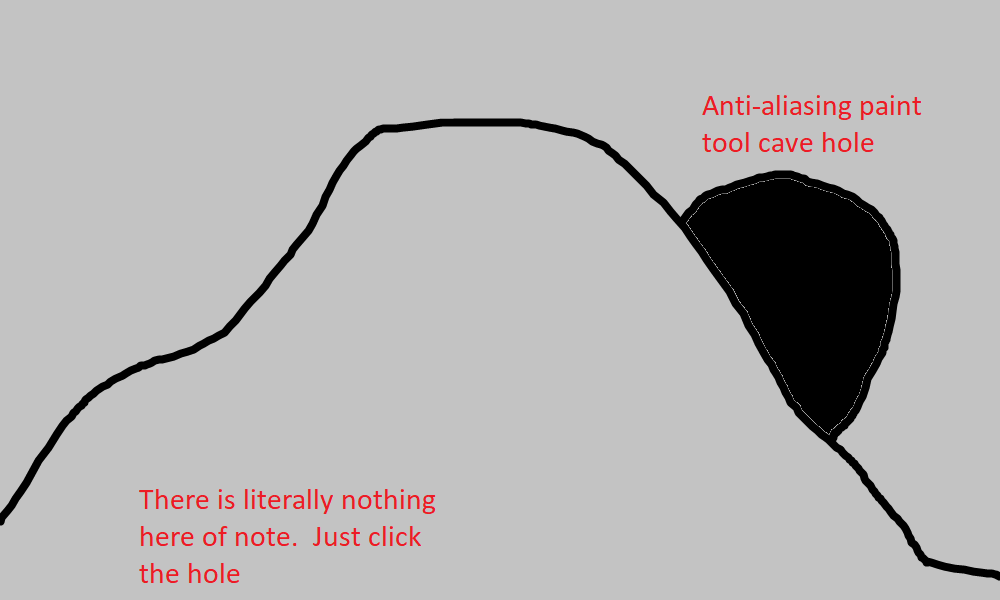 Anti-aliasing paint
tool cave hole
There is literally nothing
here of note.  Just click
the hole